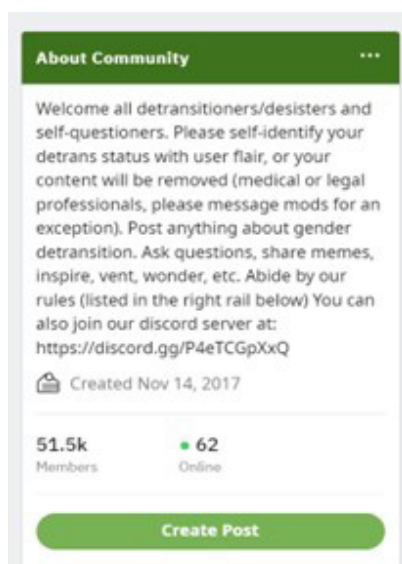 About Community
Welcome all detransitioners/desisters and
self-questioners. Please self-identify your
detrans status with user flair, or your
content will be removed (medical or legal
professionals, please message mods for an
exception). Post anything about gender
detransition. Ask questions, share memes,
inspire, vent, wonder, etc. Abide by our
rules (listed in the right rail below) You can
also join our discord server at:
https://discord.gg/P4eTCGpXxQ
Created Nov 14, 2017
51.5k 62
Members Online
Create Post